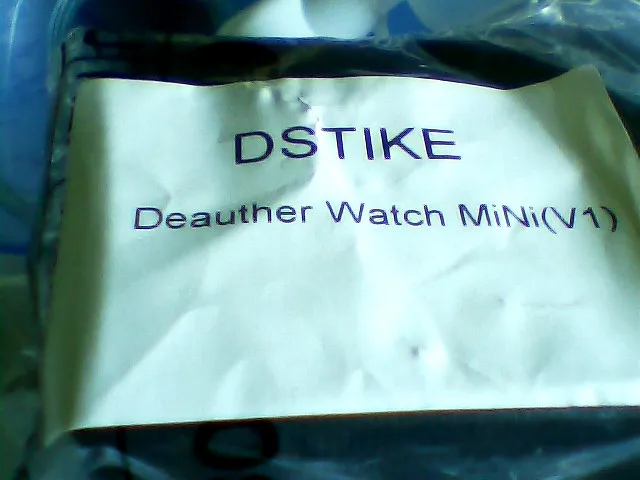 DSTIKE
Deauther Watch MiNi(V1)